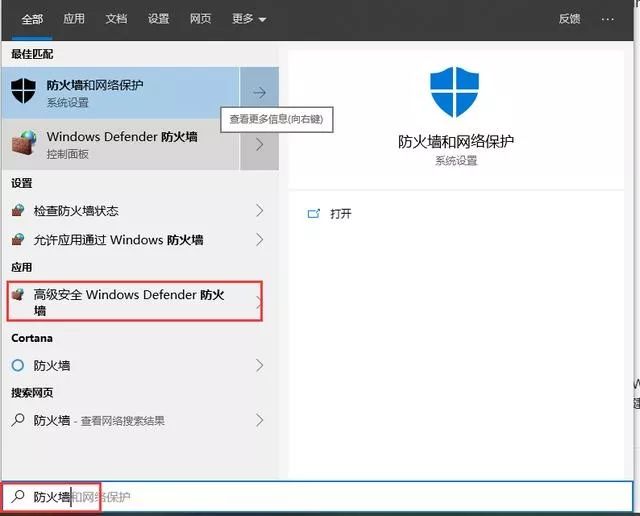 全部 应用 文档 设置 网页 更多 反馈 ...
最佳匹配
防火墙和网络保护
系统设置
查看更多信息(向右键)
Windows Defender 防火墙
控制面板
设置
检查防火墙状态
允许应用通过 Windows 防火墙
应用
高级安全 Windows Defender 防火
墙
Cortana
防火墙
搜索网页
防火墙 - 查看网络搜索结果
防火墙和网络保护
防火墙和网络保护
系统设置
打开